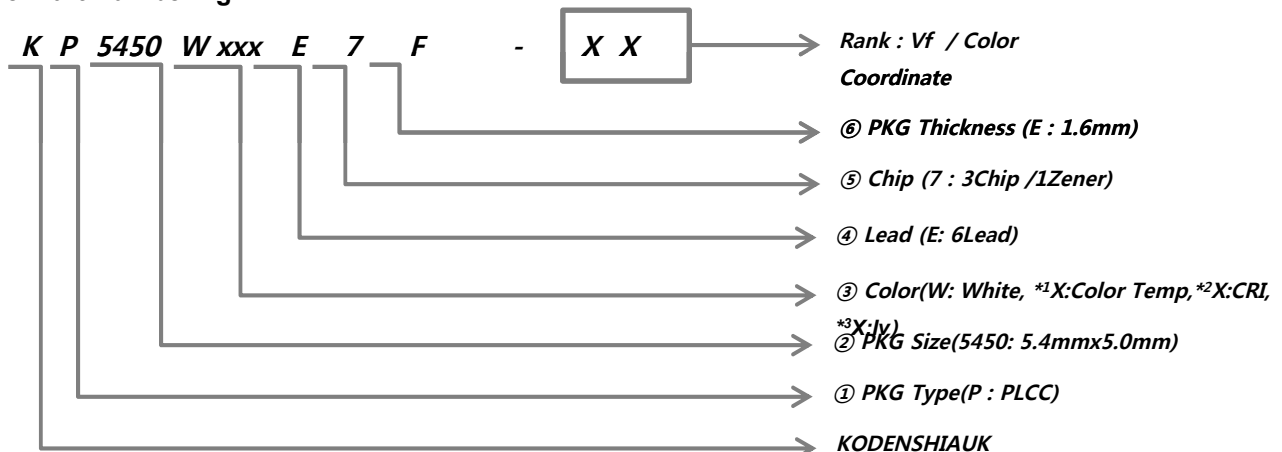 K P 5450 W xxx E 7 F - X X
Rank : Vf / Color
Coordinate
⑥ PKG Thickness (E : 1.6mm)
⑤ Chip (7 : 3Chip /1Zener)
④ Lead (E: 6Lead)
③ Color(W: White, *1X:Color Temp,*2X:CRI,
*3X:Iv)
② PKG Size(5450: 5.4mmx5.0mm)
① PKG Type(P : PLCC)
KODENSHIAUK